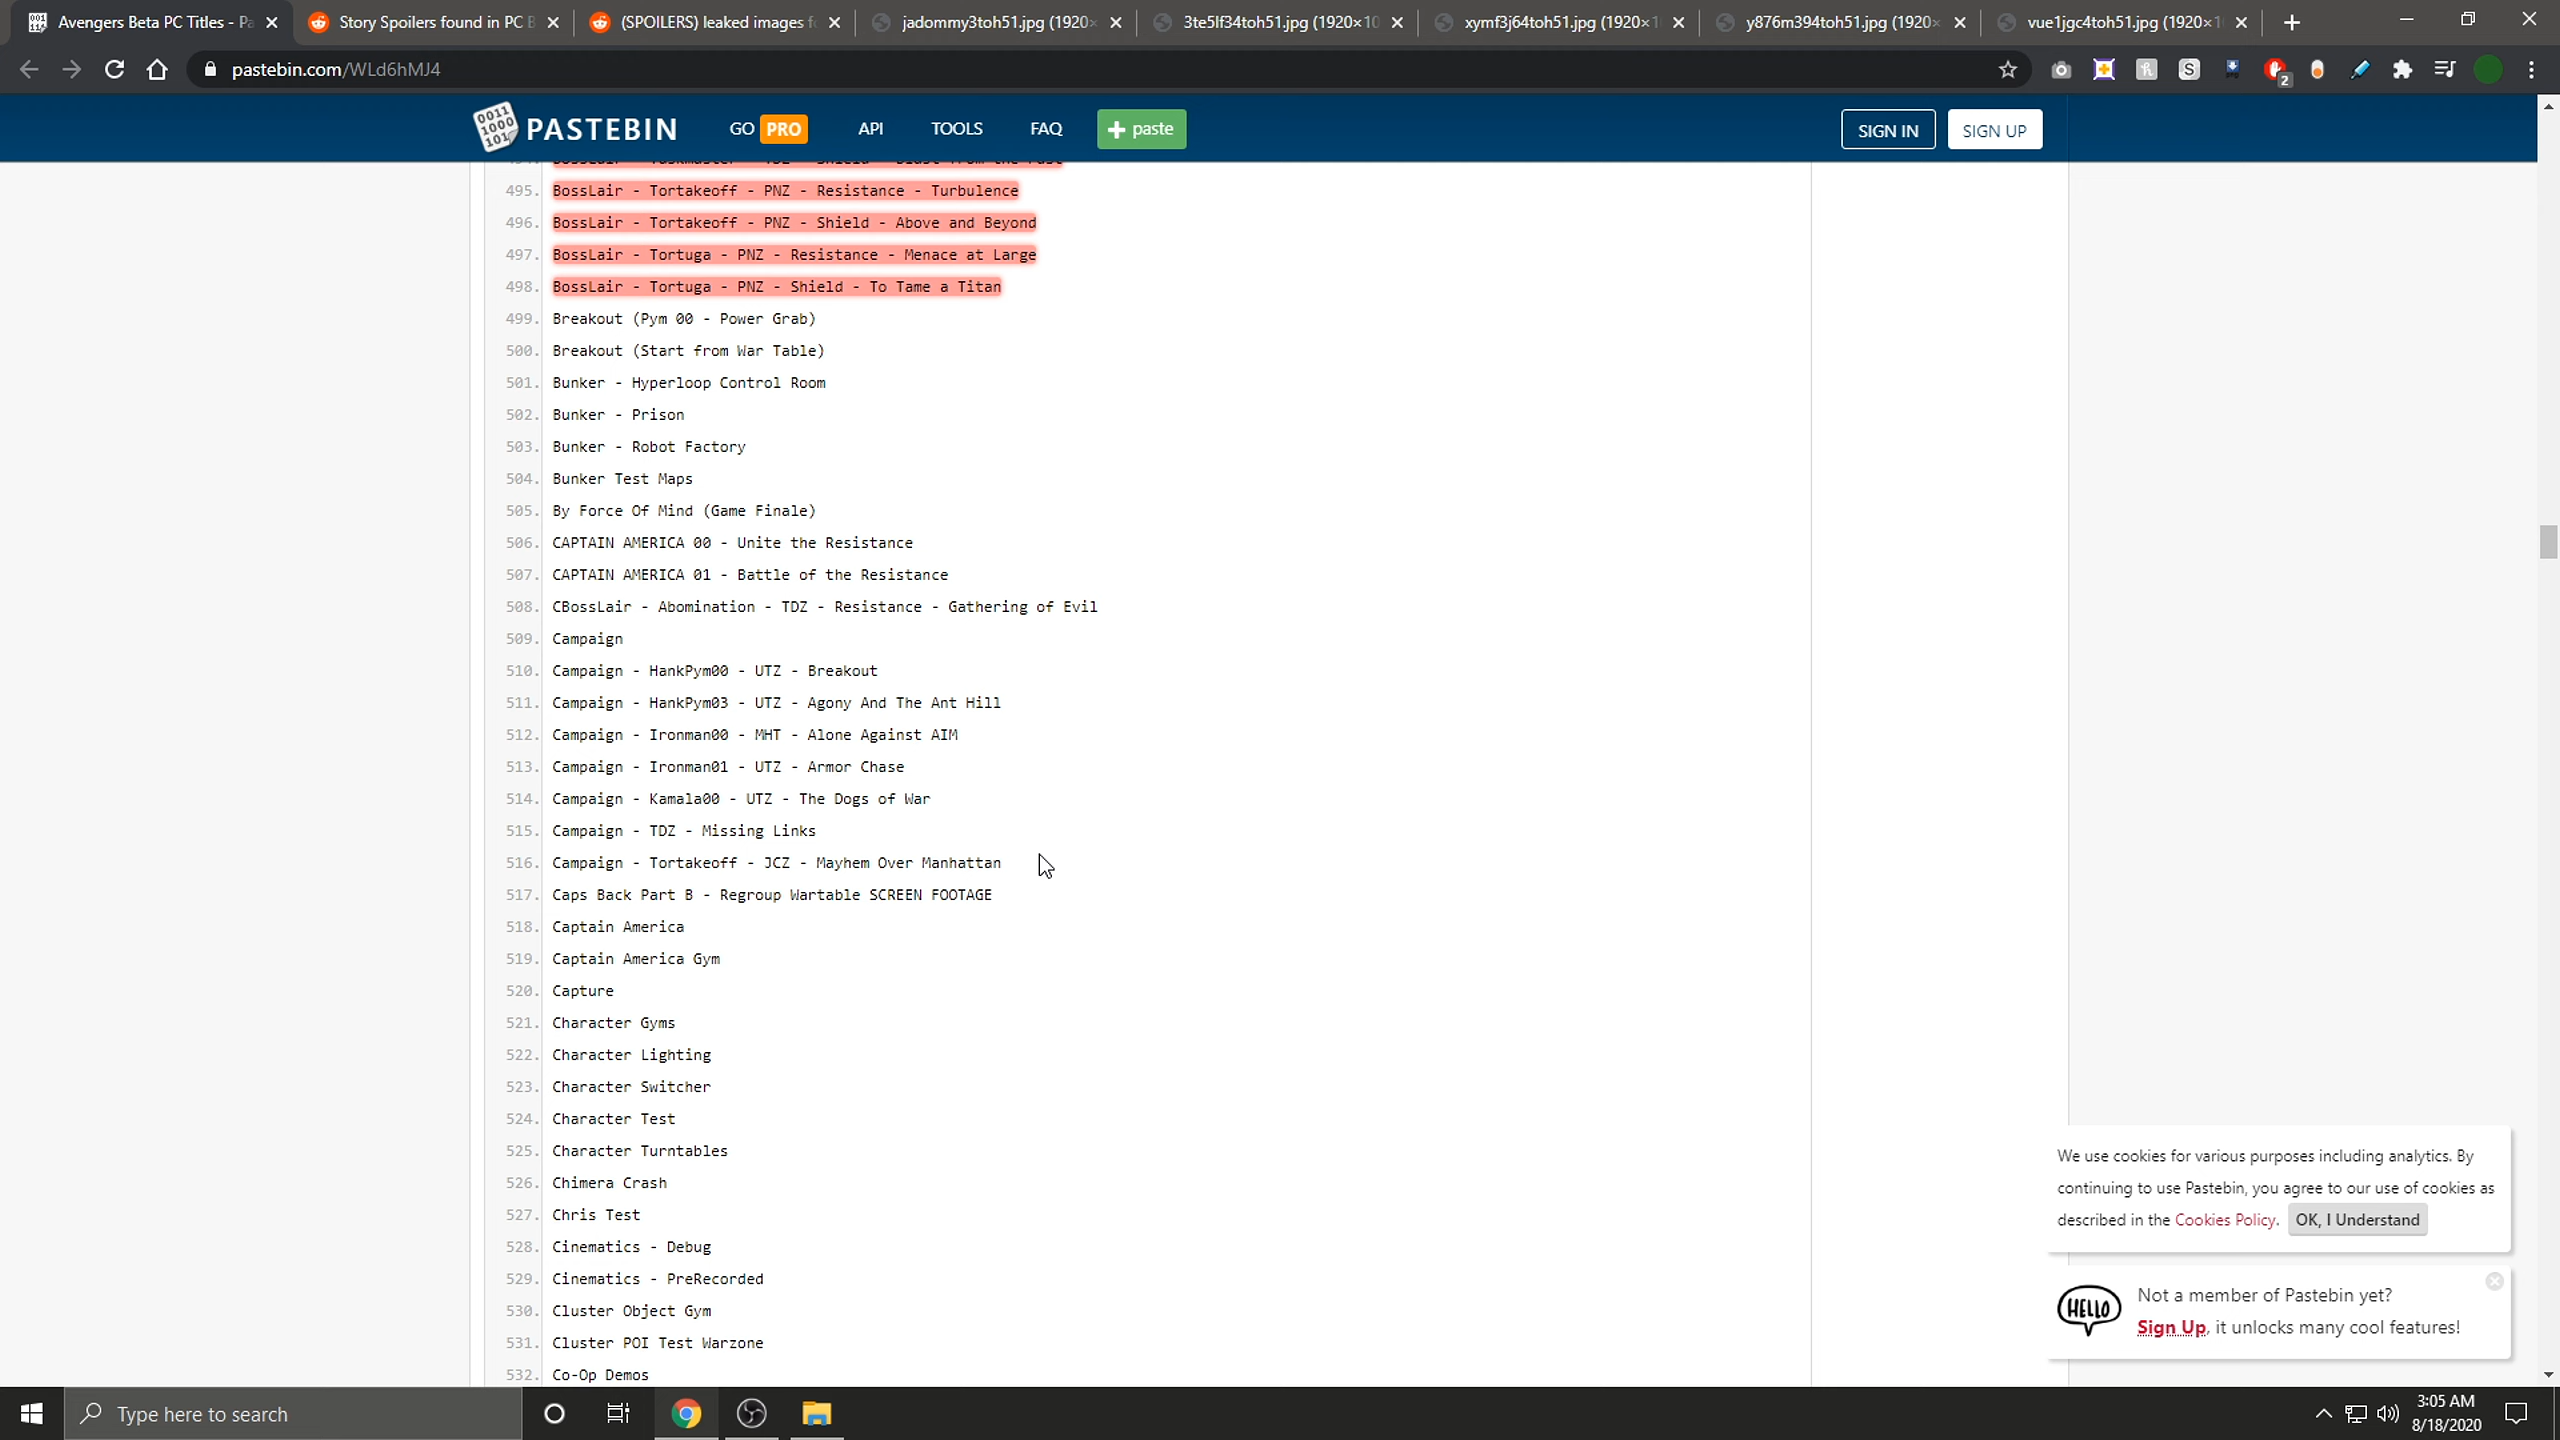 Avengers Beta PC Titles - Pa
Story Spoilers found in PC B
(SPOILERS) leaked images f
jadommy3toh51.jpg (1920×
3te5lf34toh51.jpg (1920×10
xymf3j64toh51.jpg (1920×1
y876m394toh51.jpg (1920×
vue1jgc4toh51.jpg (1920×1
pastebin.com/WLd6hMJ4
2
PASTEBIN
GO PRO
API
TOOLS
FAQ
+ paste
SIGN IN
SIGN UP
494. BossLair - Taskmaster - TDZ - Shield - Blast from the Past
495. BossLair - Tortakeoff - PNZ - Resistance - Turbulence
496. BossLair - Tortakeoff - PNZ - Shield - Above and Beyond
497. BossLair - Tortuga - PNZ - Resistance - Menace at Large
498. BossLair - Tortuga - PNZ - Shield - To Tame a Titan
499. Breakout (Pym 00 - Power Grab)
500. Breakout (Start from War Table)
501. Bunker - Hyperloop Control Room
502. Bunker - Prison
503. Bunker - Robot Factory
504. Bunker Test Maps
505. By Force Of Mind (Game Finale)
506. CAPTAIN AMERICA 00 - Unite the Resistance
507. CAPTAIN AMERICA 01 - Battle of the Resistance
508. CBossLair - Abomination - TDZ - Resistance - Gathering of Evil
509. Campaign
510. Campaign - HankPym00 - UTZ - Breakout
511. Campaign - HankPym03 - UTZ - Agony And The Ant Hill
512. Campaign - Ironman00 - MHT - Alone Against AIM
513. Campaign - Ironman01 - UTZ - Armor Chase
514. Campaign - Kamala00 - UTZ - The Dogs of War
515. Campaign - TDZ - Missing Links
516. Campaign - Tortakeoff - JCZ - Mayhem Over Manhattan
517. Caps Back Part B - Regroup Wartable SCREEN FOOTAGE
518. Captain America
519. Captain America Gym
520. Capture
521. Character Gyms
522. Character Lighting
523. Character Switcher
524. Character Test
525. Character Turntables
526. Chimera Crash
527. Chris Test
528. Cinematics - Debug
529. Cinematics - PreRecorded
530. Cluster Object Gym
531. Cluster POI Test Warzone
532. Co-Op Demos
We use cookies for various purposes including analytics. By
continuing to use Pastebin, you agree to our use of cookies as
described in the Cookies Policy. OK, I Understand
HELLO
Not a member of Pastebin yet?
Sign Up, it unlocks many cool features!
Type here to search
3:05 AM
8/18/2020